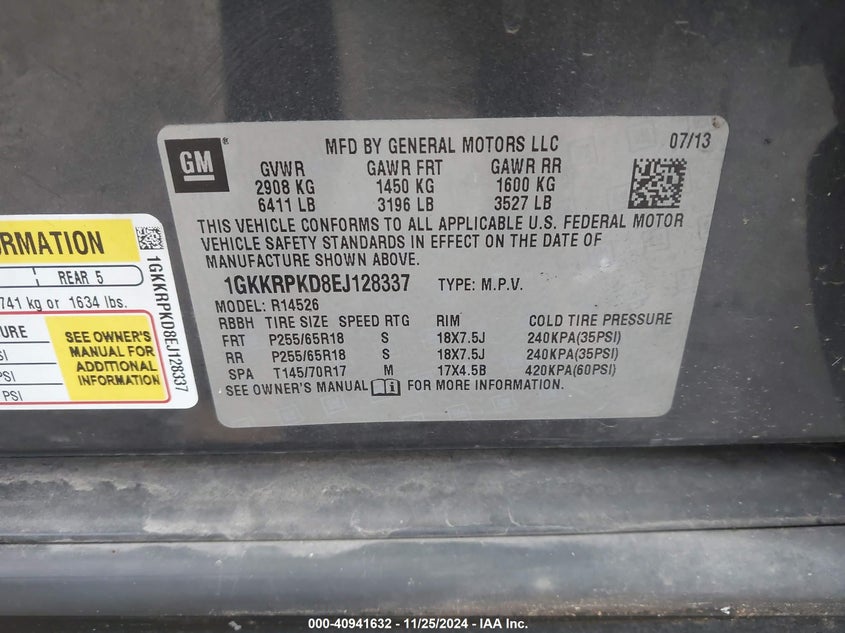 GM
MFD BY GENERAL MOTORS LLC 07/13
GVWR GAWR FRT GAWR RR
2908 KG 1450 KG 1600 KG
6411 LB 3196 LB 3527 LB
THIS VEHICLE CONFORMS TO ALL APPLICABLE U.S. FEDERAL MOTOR
VEHICLE SAFETY STANDARDS IN EFFECT ON THE DATE OF
MANUFACTURE SHOWN ABOVE.
1GKKRPKD8EJ128337 TYPE: M.P.V.
MODEL: R14526
RBBH TIRE SIZE SPEED RTG RIM COLD TIRE PRESSURE
FRT P255/65R18 S 18X7.5J 240KPA(35PSI)
RR P255/65R18 S 18X7.5J 240KPA(35PSI)
SPA T145/70R17 M 17X4.5B 420KPA(60PSI)
SEE OWNER'S MANUAL FOR MORE INFORMATION.
ORMATION
REAR 5
741 kg or 1634 lbs.
URE
SEE OWNER'S
MANUAL FOR
ADDITIONAL
INFORMATION
SI
PSI
PSI
1GKKRPKD8EJ128337
000-40941632 - 11/25/2024 - IAA Inc.